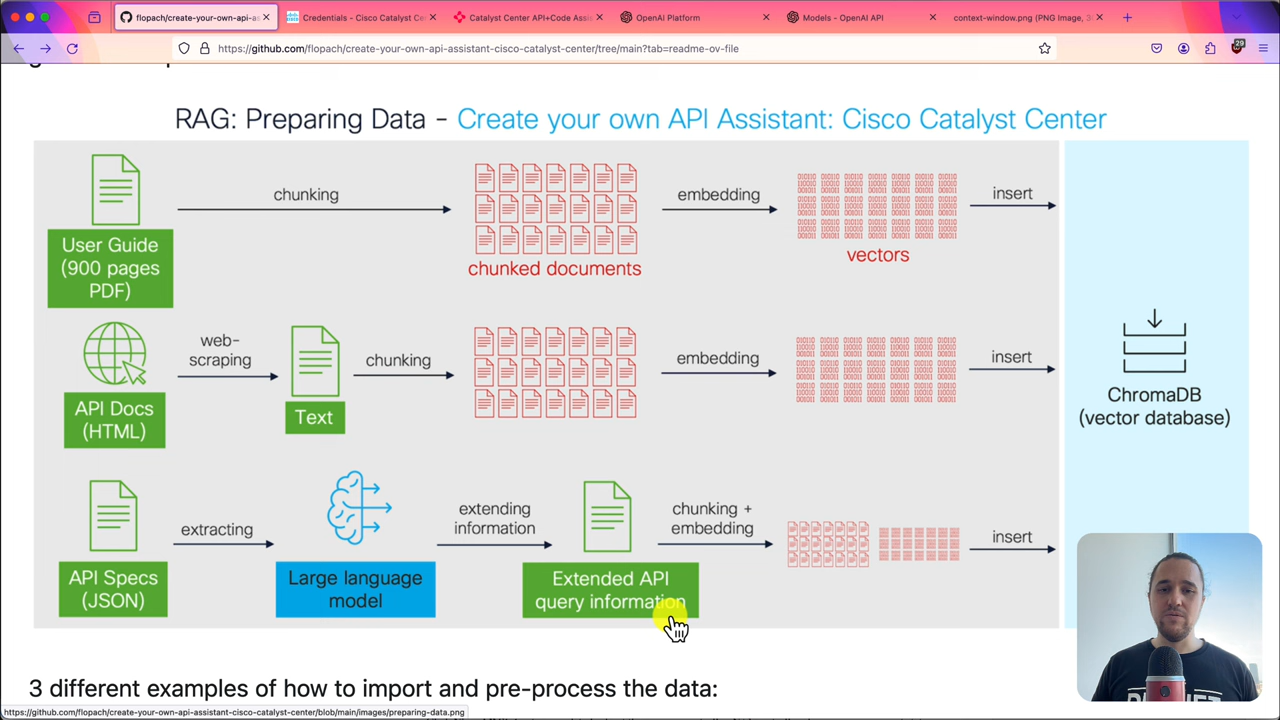 flopach/create-your-own-api-as
Credentials - Cisco Catalyst Ce
Catalyst Center API+Code Assis
OpenAI Platform
Models - OpenAI API
context-window.png (PNG Image, 3
https://github.com/flopach/create-your-own-api-assistant-cisco-catalyst-center/tree/main?tab=readme-ov-file
29
RAG: Preparing Data - Create your own API Assistant: Cisco Catalyst Center
User Guide
(900 pages
PDF)
chunking
chunked documents
embedding
vectors
insert
API Docs
(HTML)
web-
scraping
Text
chunking
embedding
insert
ChromaDB
(vector database)
API Specs
(JSON)
extracting
Large language
model
extending
information
Extended API
query information
chunking +
embedding
insert
3 different examples of how to import and pre-process the data:
https://github.com/flopach/create-your-own-api-assistant-cisco-catalyst-center/blob/main/images/preparing-data.png